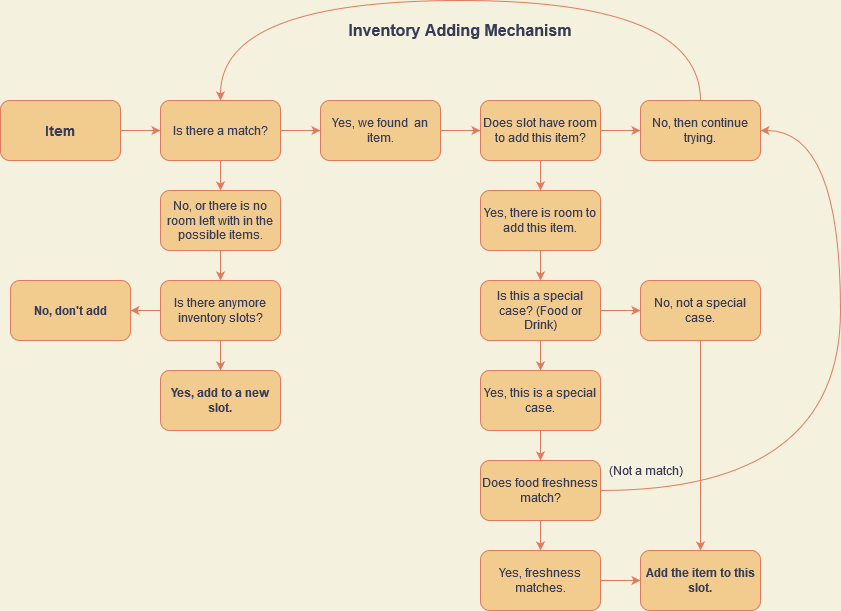 Inventory Adding Mechanism
Item
Is there a match?
Yes, we found an
item.
Does slot have room
to add this item?
No, then continue
trying.
No, or there is no
room left with in the
possible items.
Yes, there is room to
add this item.
No, don't add
Is there anymore
inventory slots?
Is this a special
case? (Food or
Drink)
No, not a special
case.
Yes, add to a new
slot.
Yes, this is a special
case.
Does food freshness
match?
(Not a match)
Yes, freshness
matches.
Add the item to this
slot.